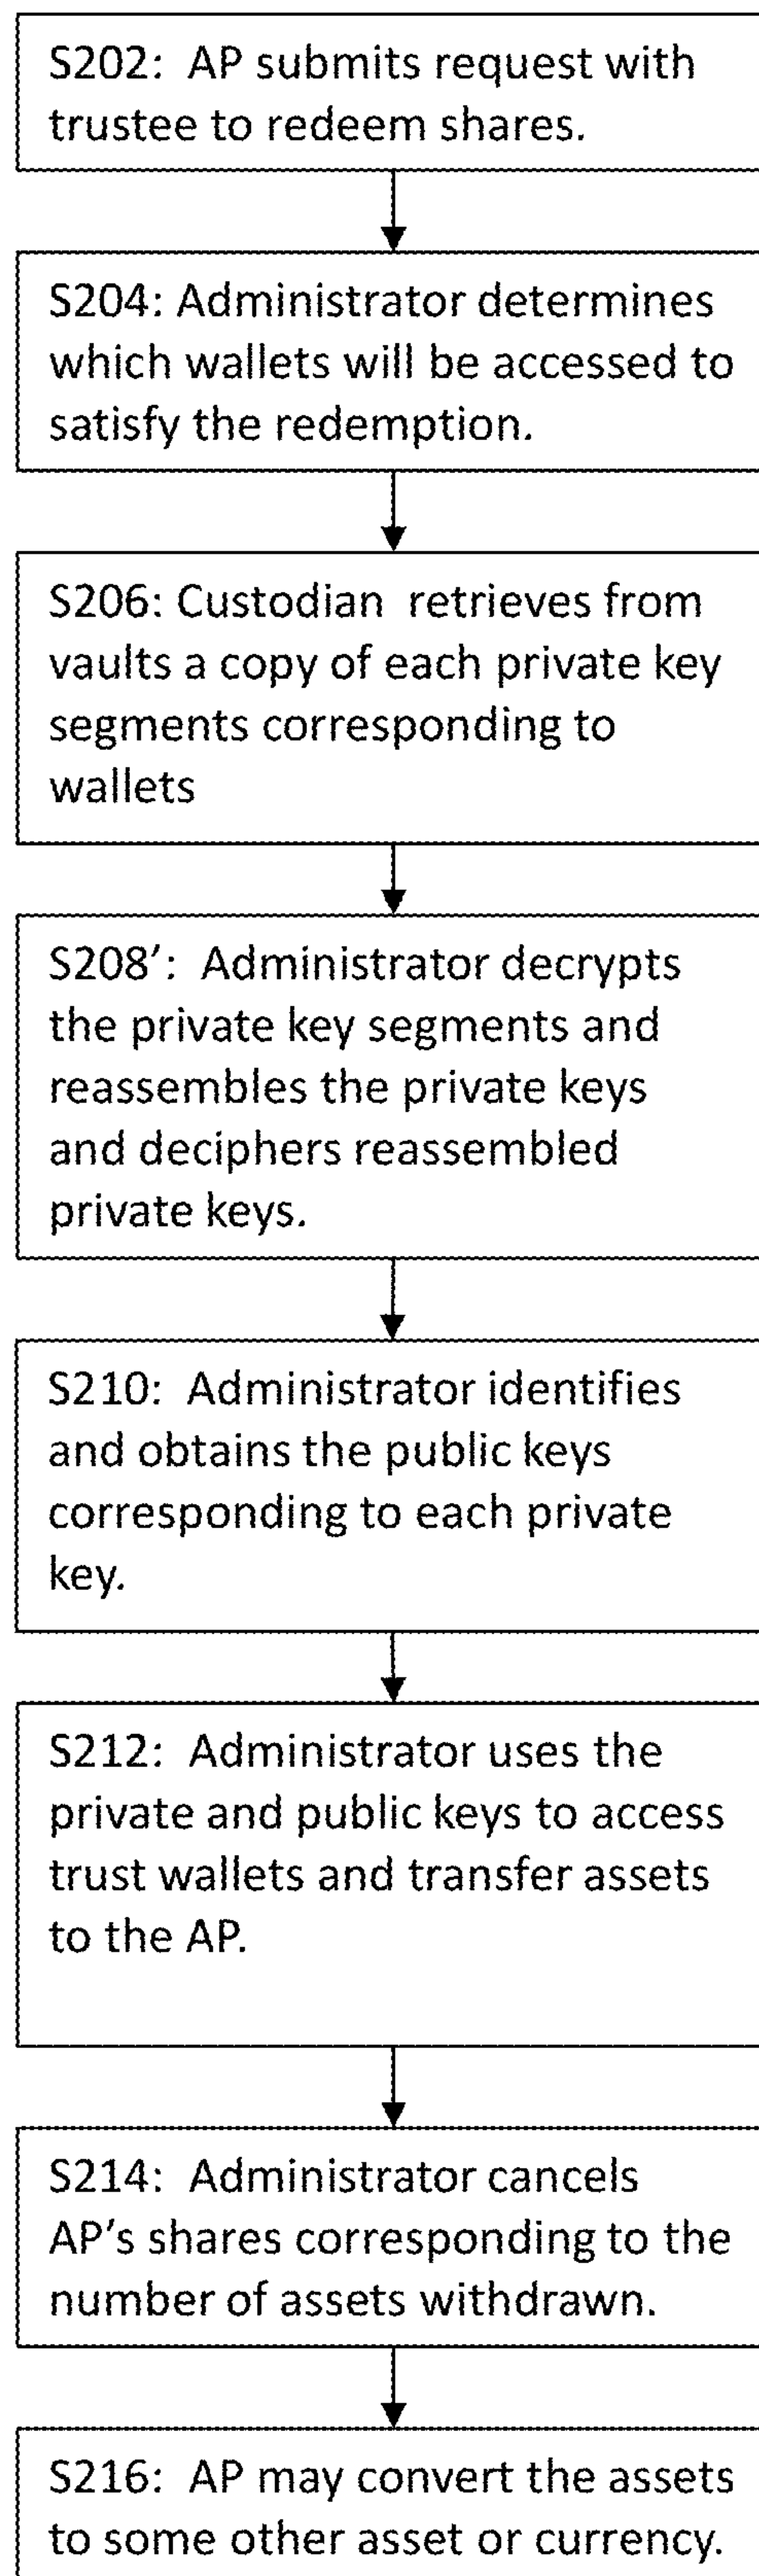 S202: AP submits request with
trustee to redeem shares.
S204: Administrator determines
which wallets will be accessed to
satisfy the redemption.
S206: Custodian retrieves from
vaults a copy of each private key
segments corresponding to
wallets
S208’: Administrator decrypts
the private key segments and
reassembles the private keys
and deciphers reassembled
private keys.
S210: Administrator identifies
and obtains the public keys
corresponding to each private
key.
S212: Administrator uses the
private and public keys to access
trust wallets and transfer assets
to the AP.
S214: Administrator cancels
AP’s shares corresponding to the
number of assets withdrawn.
S216: AP may convert the assets
to some other asset or currency.